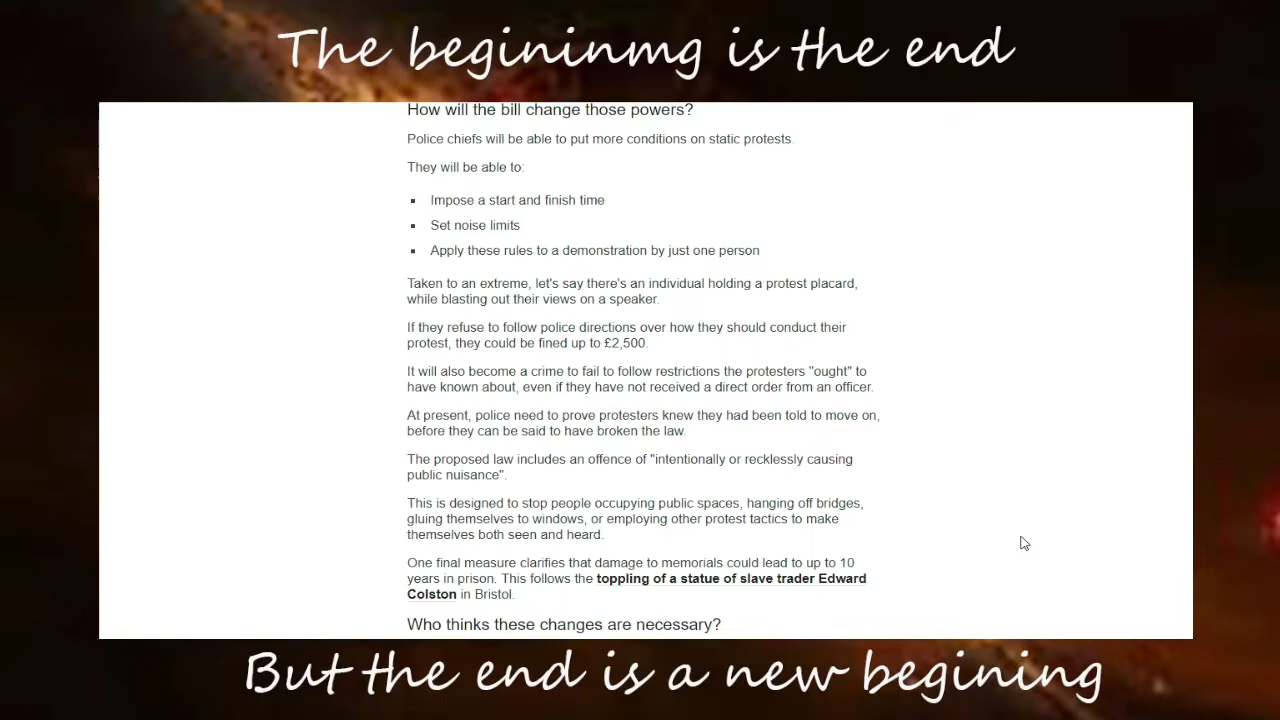 The begininmg is the end
How will the bill change those powers?
Police chiefs will be able to put more conditions on static protests.
They will be able to:
▪ Impose a start and finish time
▪ Set noise limits
▪ Apply these rules to a demonstration by just one person
Taken to an extreme, let's say there's an individual holding a protest placard,
while blasting out their views on a speaker.
If they refuse to follow police directions over how they should conduct their
protest, they could be fined up to £2,500.
It will also become a crime to fail to follow restrictions the protesters "ought" to
have known about, even if they have not received a direct order from an officer.
At present, police need to prove protesters knew they had been told to move on,
before they can be said to have broken the law.
The proposed law includes an offence of "intentionally or recklessly causing
public nuisance".
This is designed to stop people occupying public spaces, hanging off bridges,
gluing themselves to windows, or employing other protest tactics to make
themselves both seen and heard.
One final measure clarifies that damage to memorials could lead to up to 10
years in prison. This follows the toppling of a statue of slave trader Edward
Colston in Bristol.
Who thinks these changes are necessary?
But the end is a new begining